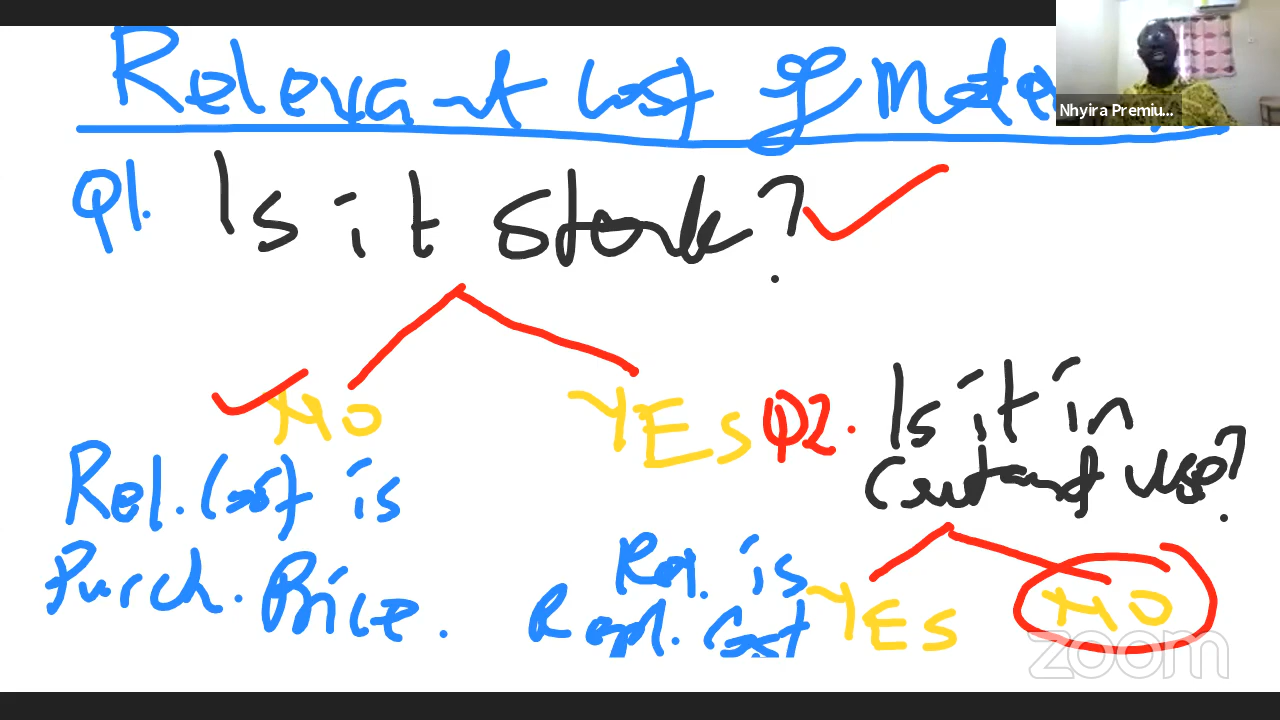 Relevant Cost of Mate
Nhyira Premiu...
Q1. Is it stock?
NO
YES
Q2. Is it in constant use?
Rel. Cost is
Purch. Price.
Rel. is
Repl. Cost
YES
NO
zoom